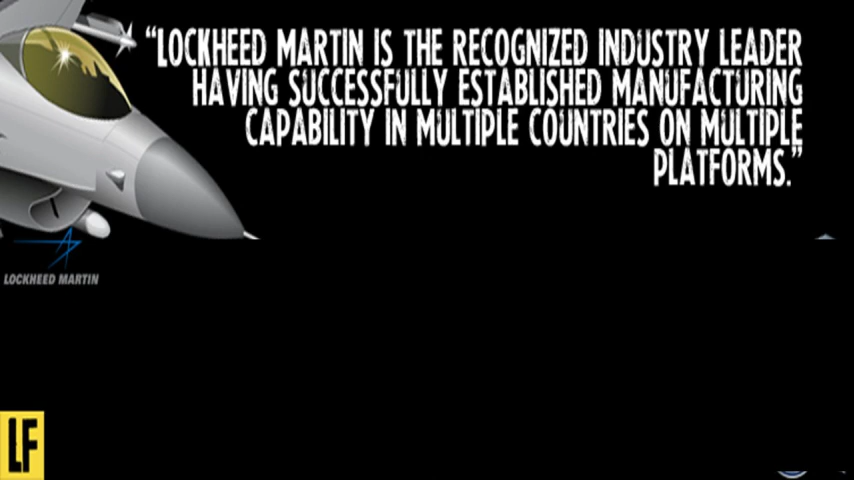 “LOCKHEED MARTIN IS THE RECOGNIZED INDUSTRY LEADER
HAVING SUCCESSFULLY ESTABLISHED MANUFACTURING
CAPABILITY IN MULTIPLE COUNTRIES ON MULTIPLE
PLATFORMS.”
LOCKHEED MARTIN
LF